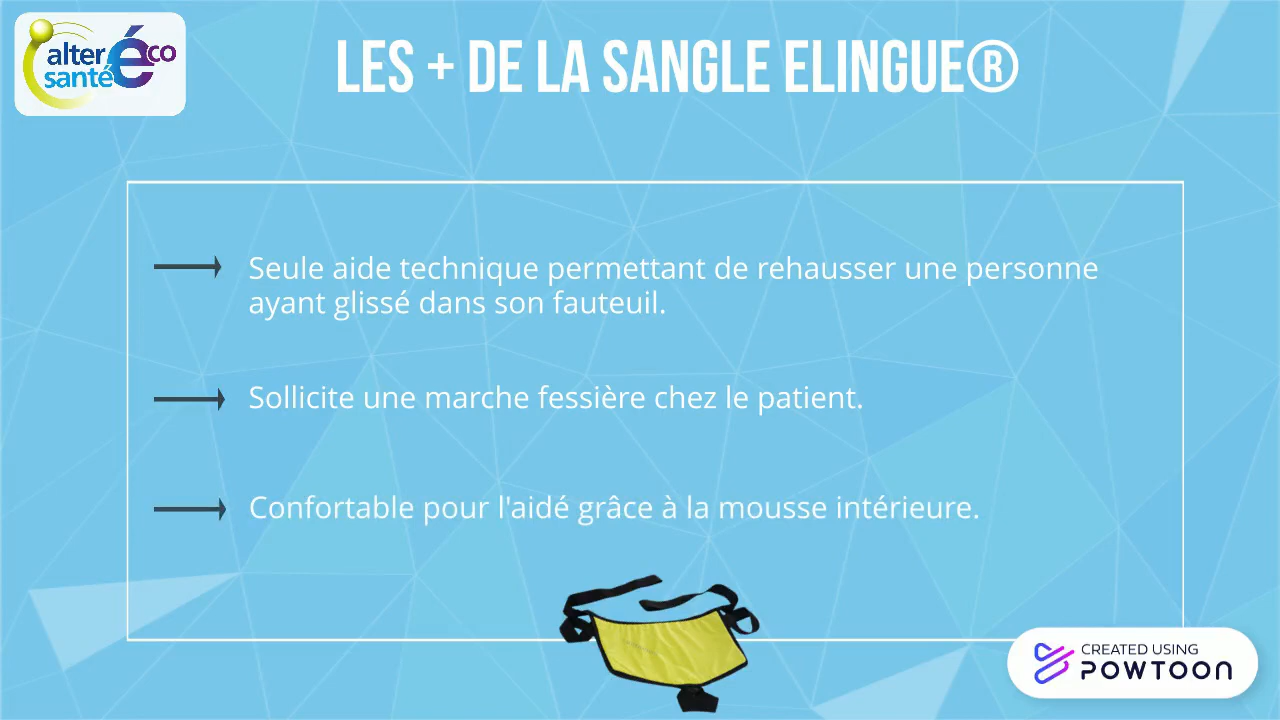 alter éco
santé
LES + DE LA SANGLE ELINGUE®
Seule aide technique permettant de rehausser une personne
ayant glissé dans son fauteuil.
Sollicite une marche fessière chez le patient.
Confortable pour l'aidé grâce à la mousse intérieure.
CREATED USING
POWTOON